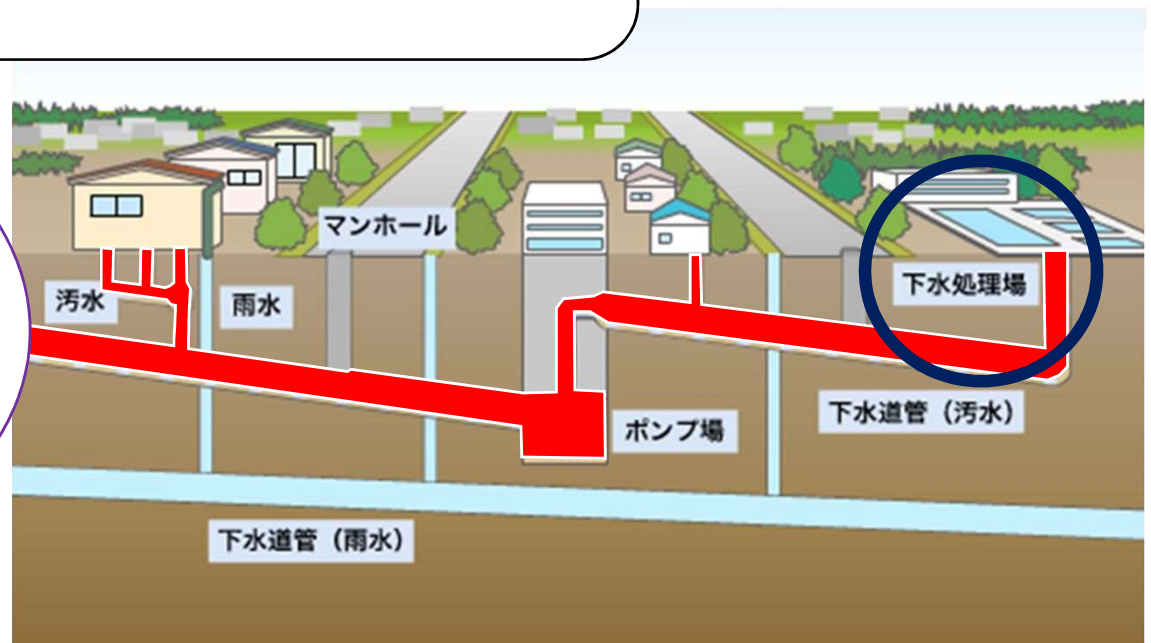 マンホール
汚水
雨水
下水処理場
下水道管（汚水）
ポンプ場
下水道管（雨水）